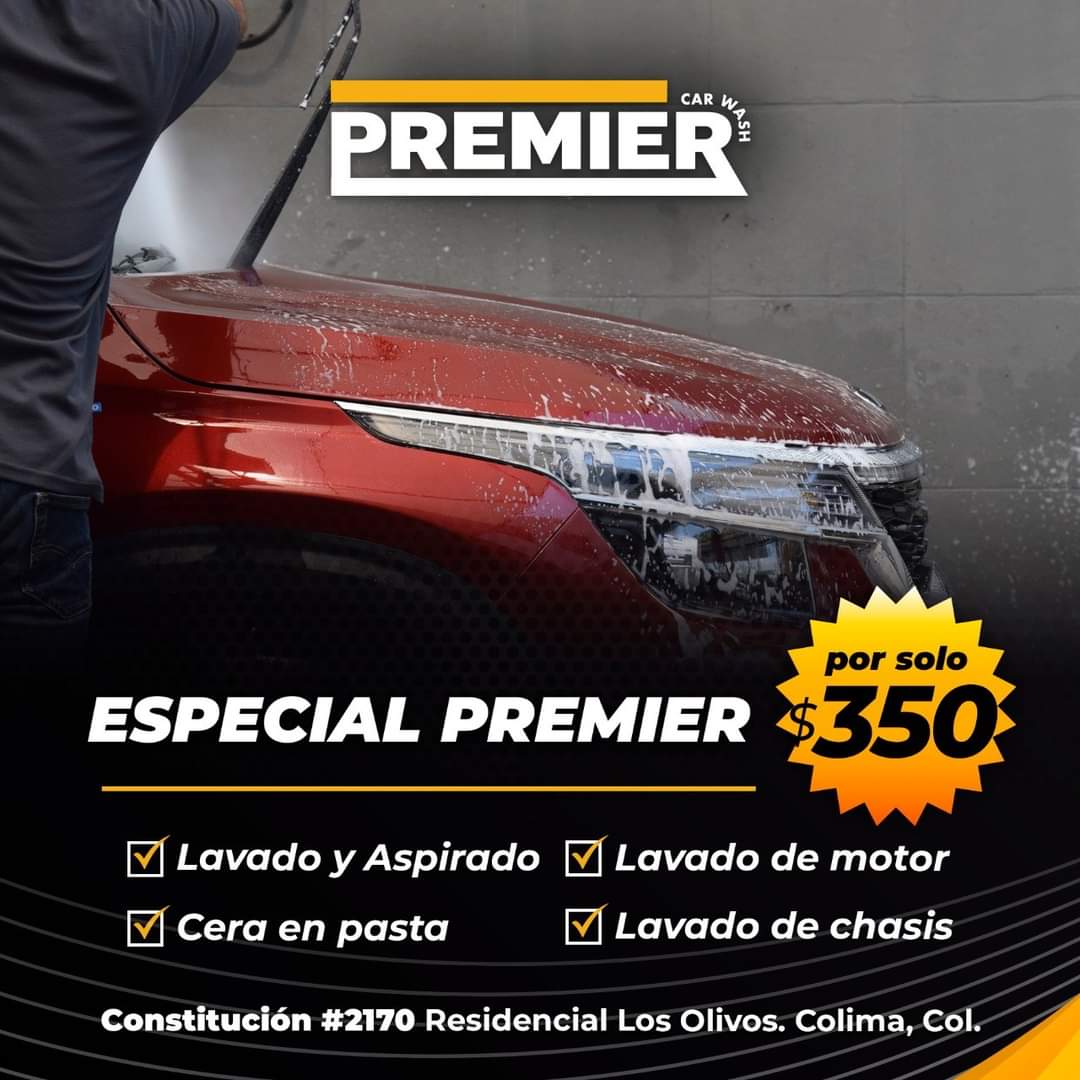 CAR WASH
PREMIER
por solo
$350
ESPECIAL PREMIER
Lavado y Aspirado
Lavado de motor
Cera en pasta
Lavado de chasis
Constitución #2170 Residencial Los Olivos. Colima, Col.